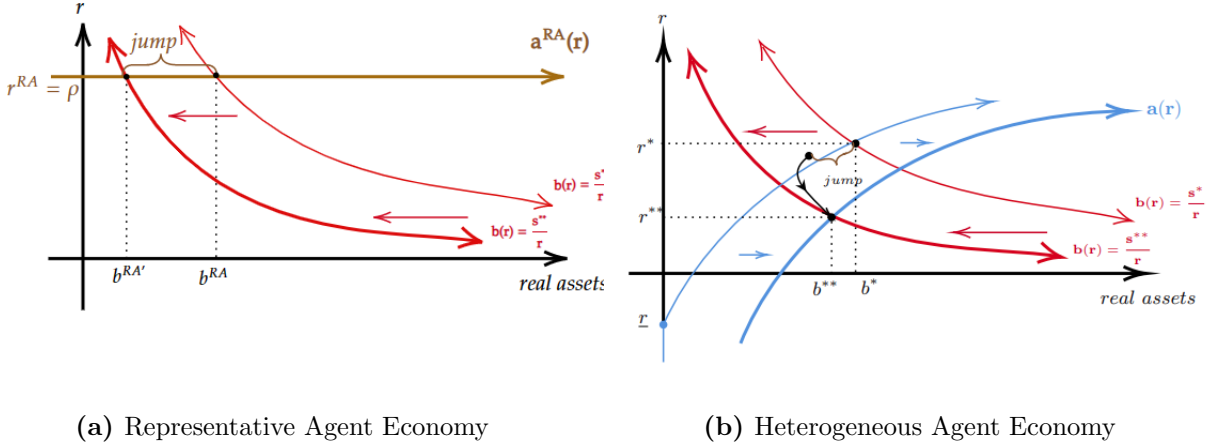 r
jump
a^RA(r)
r^RA = ρ
b(r) = s*/r
b(r) = s**/r
b^RA′
b^RA
real assets
(a) Representative Agent Economy
r
a(r)
r*
jump
b(r) = s*/r
r**
b(r) = s**/r
b**
b*
real assets
r
(b) Heterogeneous Agent Economy